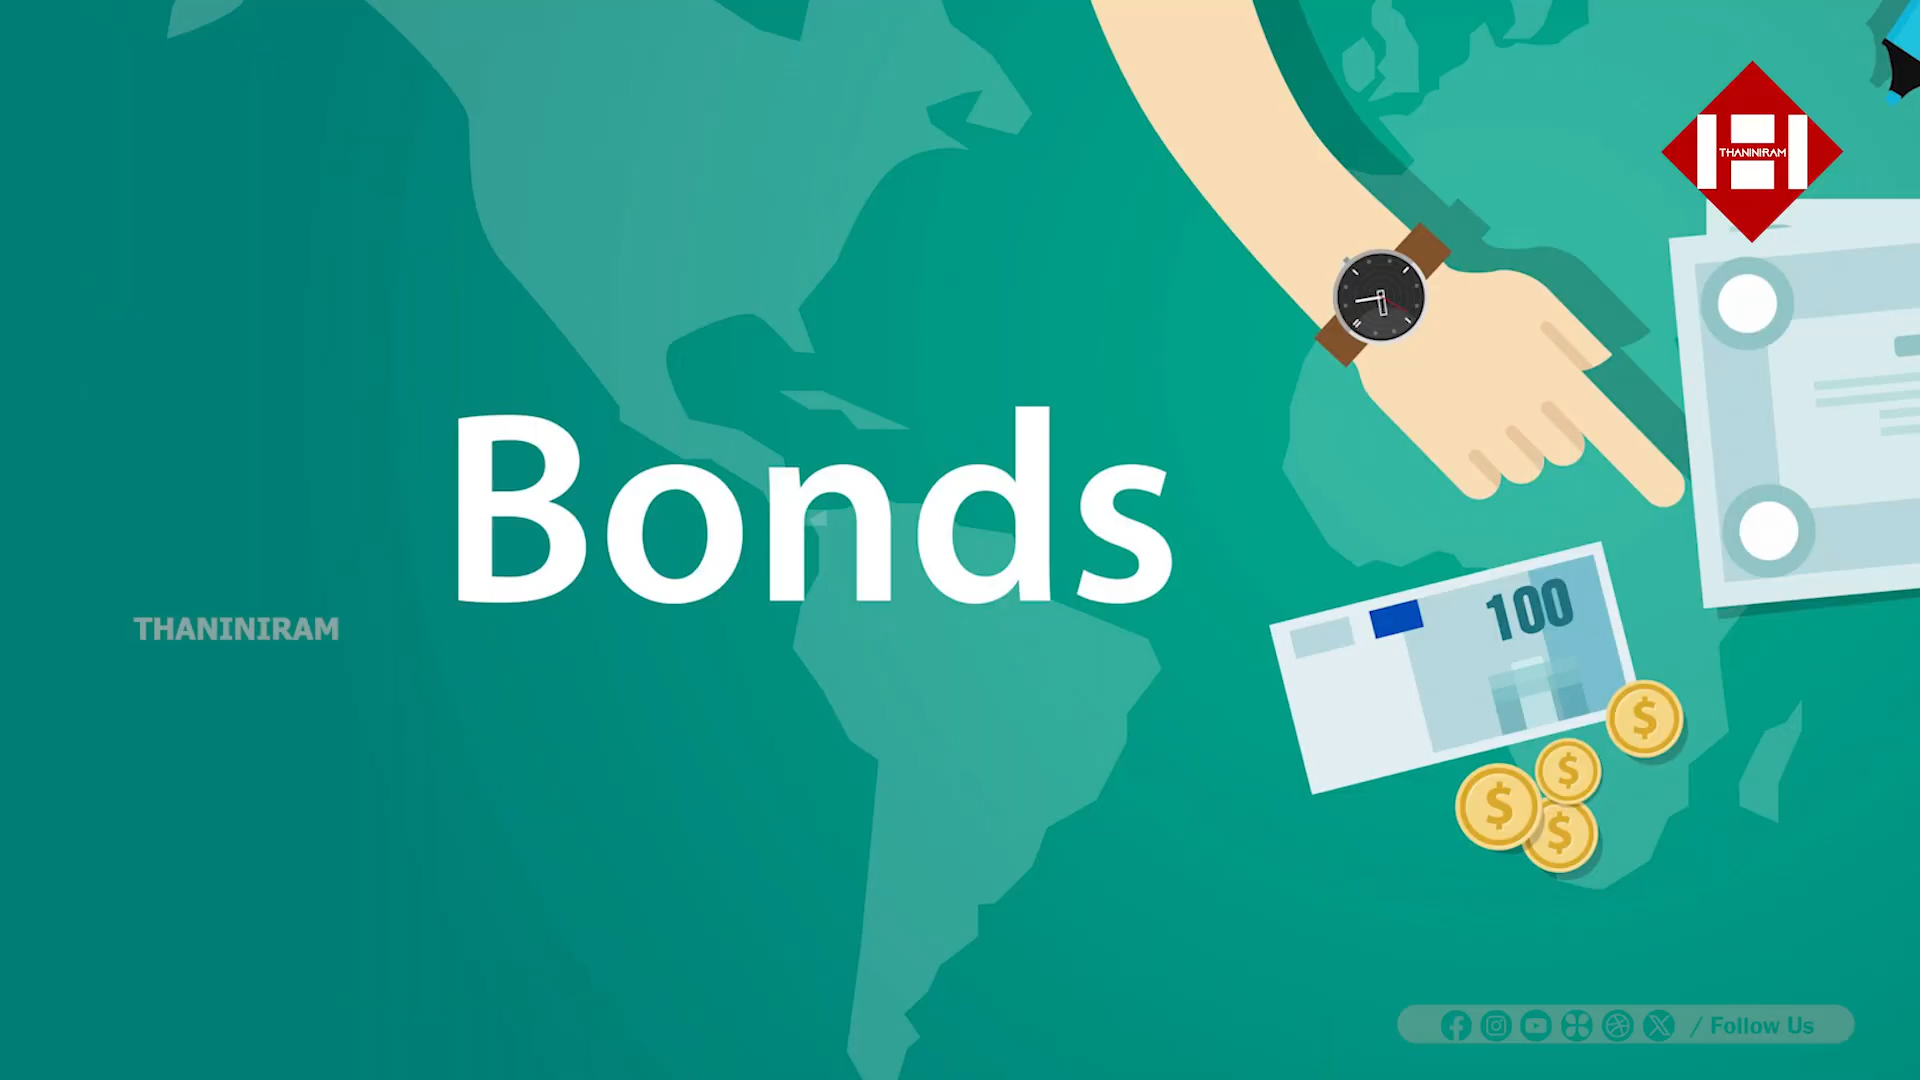 THANINIRAM
Bonds
100
$
$
$
$
THANINIRAM
/ Follow Us